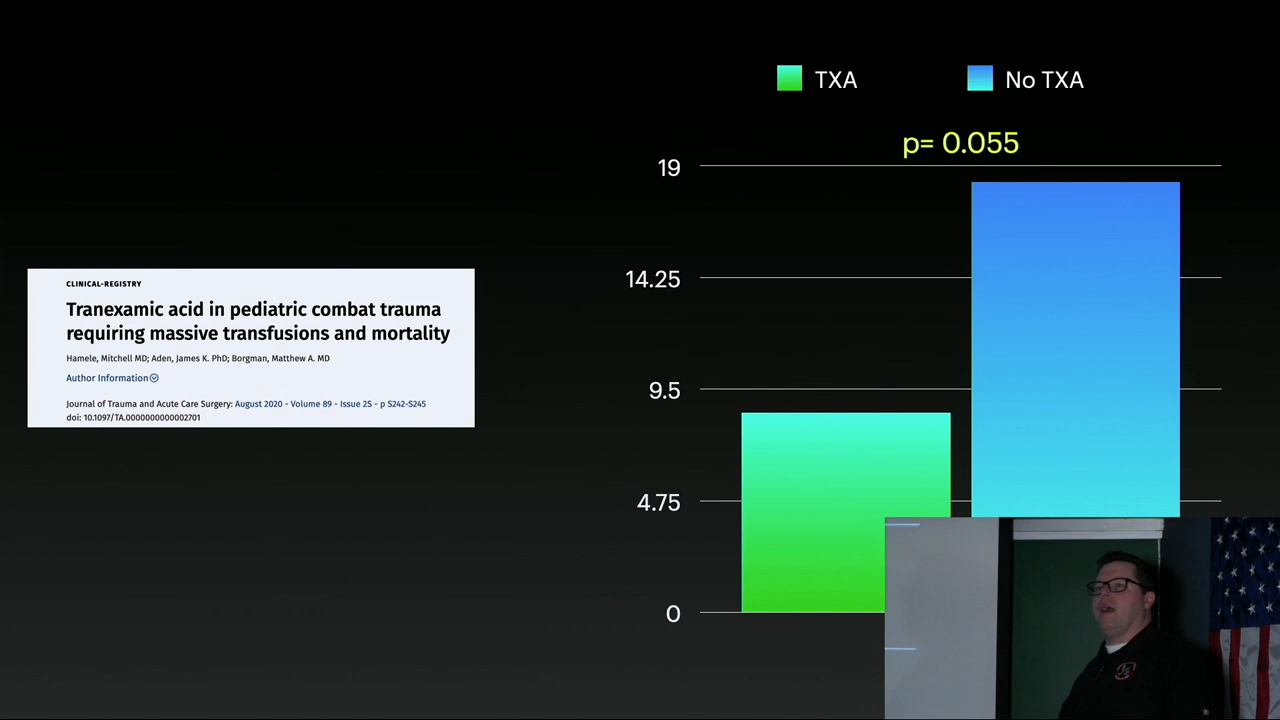 TXA
No TXA
p= 0.055
19
14.25
9.5
4.75
0
CLINICAL-REGISTRY
Tranexamic acid in pediatric combat trauma
requiring massive transfusions and mortality
Hamele, Mitchell MD; Aden, James K. PhD; Borgman, Matthew A. MD
Author Information
Journal of Trauma and Acute Care Surgery: August 2020 - Volume 89 - Issue 2S - p S242-S245
doi: 10.1097/TA.0000000000002701